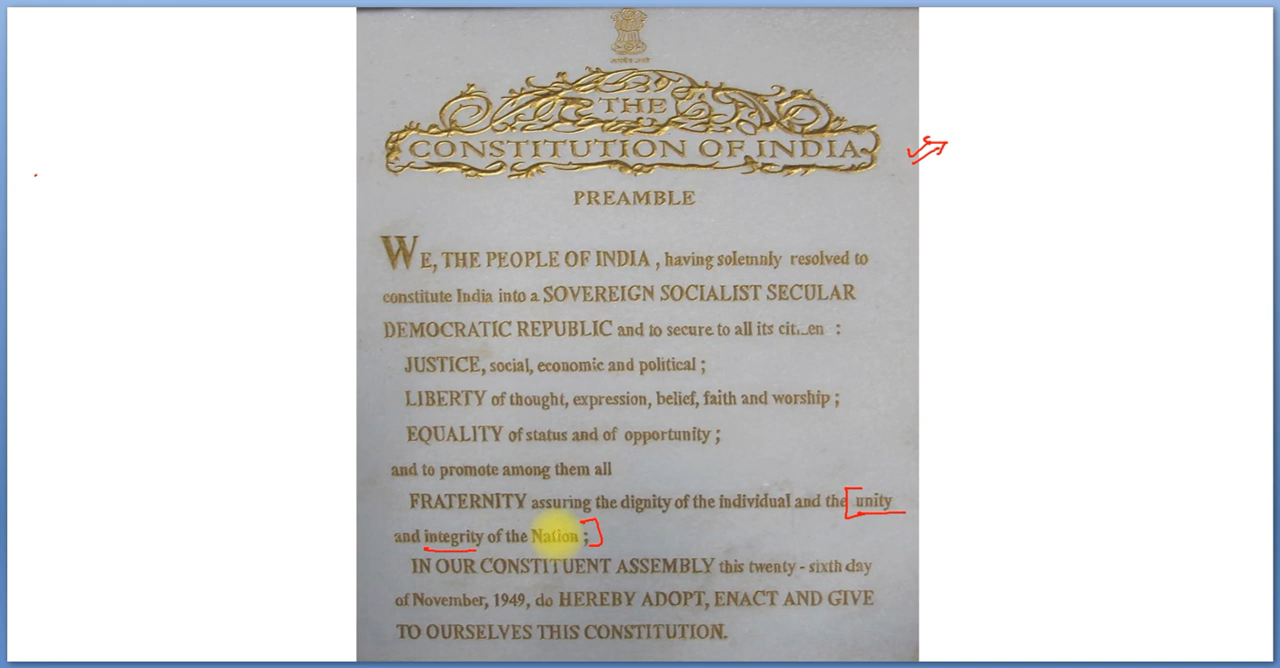 THE
CONSTITUTION OF INDIA
PREAMBLE
WE, THE PEOPLE OF INDIA , having solemnly resolved to
constitute India into a SOVEREIGN SOCIALIST SECULAR
DEMOCRATIC REPUBLIC and to secure to all its :
JUSTICE, social, economic and political ;
LIBERTY of thought, expression, belief, faith and worship ;
EQUALITY of status and of opportunity ;
and to promote among them all
FRATERNITY assuring the dignity of the individual and the unity
and integrity of the Nation ;
IN OUR CONSTITUENT ASSEMBLY this twenty - sixth day
of November, 1949, do HEREBY ADOPT, ENACT AND GIVE
TO OURSELVES THIS CONSTITUTION.